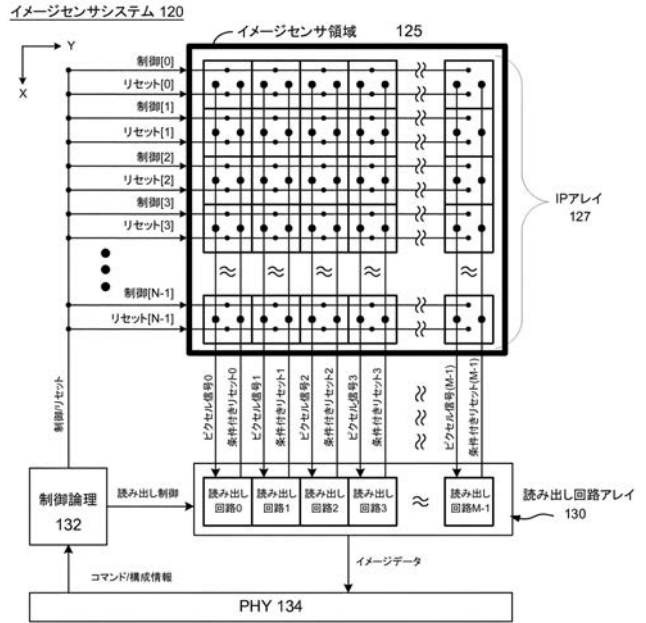 イメージセンサシステム 120
イメージセンサ領域 125
Y
X
制御[0]
リセット[0]
制御[1]
リセット[1]
制御[2]
リセット[2]
制御[3]
リセット[3]
制御[N-1]
リセット[N-1]
IPアレイ
127
制御/リセット
ピクセル信号0
条件付きリセット0
ピクセル信号1
条件付きリセット1
ピクセル信号2
条件付きリセット2
ピクセル信号3
条件付きリセット3
ピクセル信号(M-1)
条件付きリセット(M-1)
制御論理
132
読み出し制御
読み出し
回路0
読み出し
回路1
読み出し
回路2
読み出し
回路3
読み出し
回路M-1
読み出し回路アレイ
130
コマンド/構成情報
イメージデータ
PHY 134